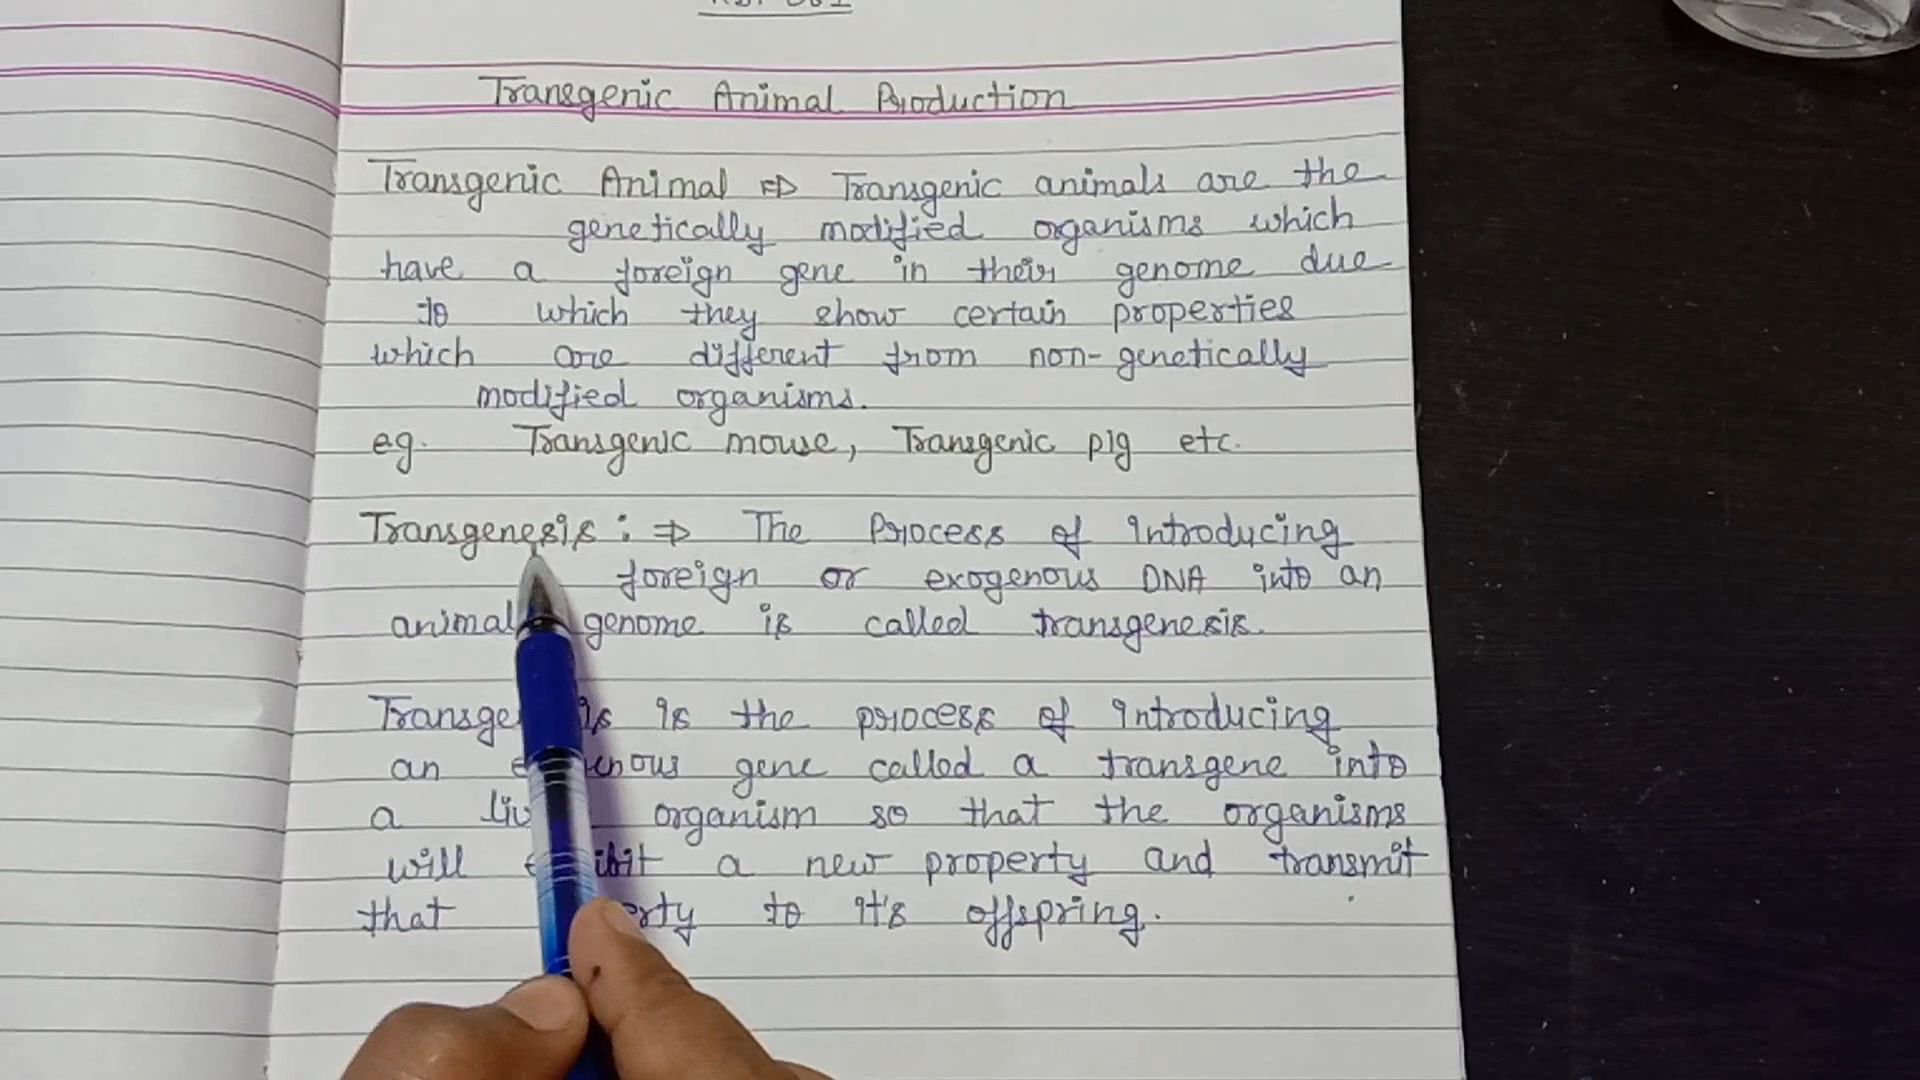 Transgenic Animal Production
Transgenic Animal ⇒ Transgenic animals are the
genetically modified organisms which
have a foreign gene in their genome due
to which they show certain properties
which are different from non-genetically
modified organisms.
eg. Transgenic mouse, Transgenic pig etc.
Transgenesis : ⇒ The Process of introducing
foreign or exogenous DNA into an
animal genome is called transgenesis.
is the process of introducing
an gene called a transgene into
a organism so that the organisms
will a new property and transmit
that to it's offspring.